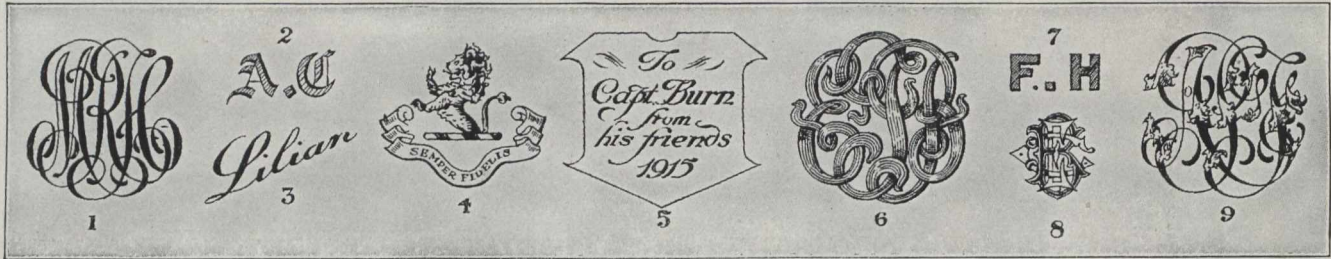 1
2
A.C
Lilian
3
SEMPER FIDELIS
4
To
Capt. Burn
from
his friends
1915
5
6
7
F..H
8
9